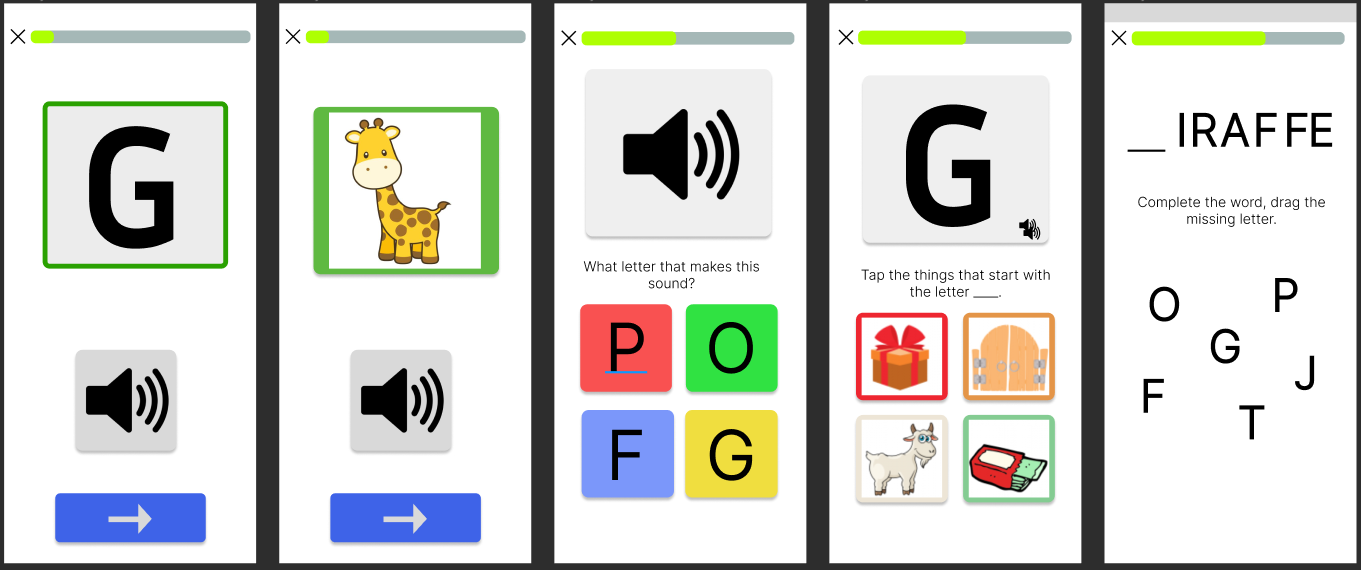 G
What letter that makes this
sound?
P O
F G
G
Tap the things that start with
the letter ____.
__ IRAFFE
Complete the word, drag the
missing letter.
O P
G
J
F
T